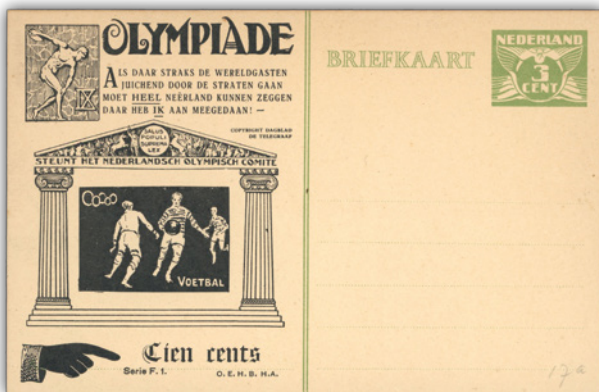 OLYMPIADE
ALS DAAR STRAKS DE WERELDGASTEN
JUICHEND DOOR DE STRATEN GAAN
MOET HEEL NEÊRLAND KUNNEN ZEGGEN
DAAR HEB IK AAN MEEGEDAAN! —
IX
COPYRIGHT DAGBLAD
DE TELEGRAAF
SALUS
POPULI
SUPREMA
LEX
STEUNT HET NEDERLANDSCH OLYMPISCH COMITÉ
VOETBAL
Tien cents
Serie F. 1.
O. E. H. B. H.A.
BRIEFKAART
NEDERLAND
3
CENT
17a